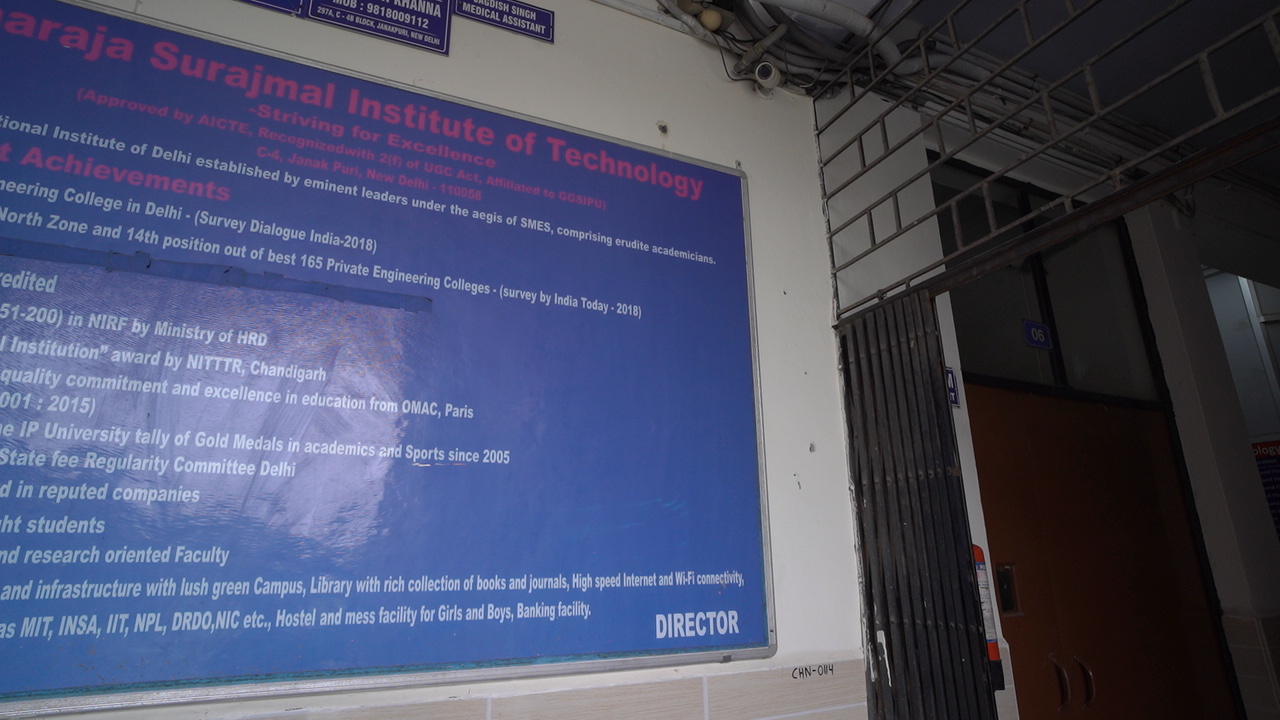 KHANNA
MOB : 9818009112
297A, C - 4B BLOCK, JANAKPURI, NEW DELHI
JAGDISH SINGH
MEDICAL ASSISTANT
araja Surajmal Institute of Technology
-Striving for Excellence
(Approved by AICTE, Recognizedwith 2(f) of UGC Act, Affiliated to GGSIPU)
C-4, Janak Puri, New Delhi - 110058
tional Institute of Delhi established by eminent leaders under the aegis of SMES, comprising erudite academicians.
t Achievements
neering College in Delhi - (Survey Dialogue India-2018)
North Zone and 14th position out of best 165 Private Engineering Colleges - (survey by India Today - 2018)
redited
51-200) in NIRF by Ministry of HRD
l Institution" award by NITTTR, Chandigarh
quality commitment and excellence in education from OMAC, Paris
001 : 2015)
he IP University tally of Gold Medals in academics and Sports since 2005
State fee Regularity Committee Delhi
d in reputed companies
ght students
nd research oriented Faculty
and infrastructure with lush green Campus, Library with rich collection of books and journals, High speed Internet and Wi-Fi connectivity,
as MIT, INSA, IIT, NPL, DRDO,NIC etc., Hostel and mess facility for Girls and Boys, Banking facility.
DIRECTOR
CHN-0114
06